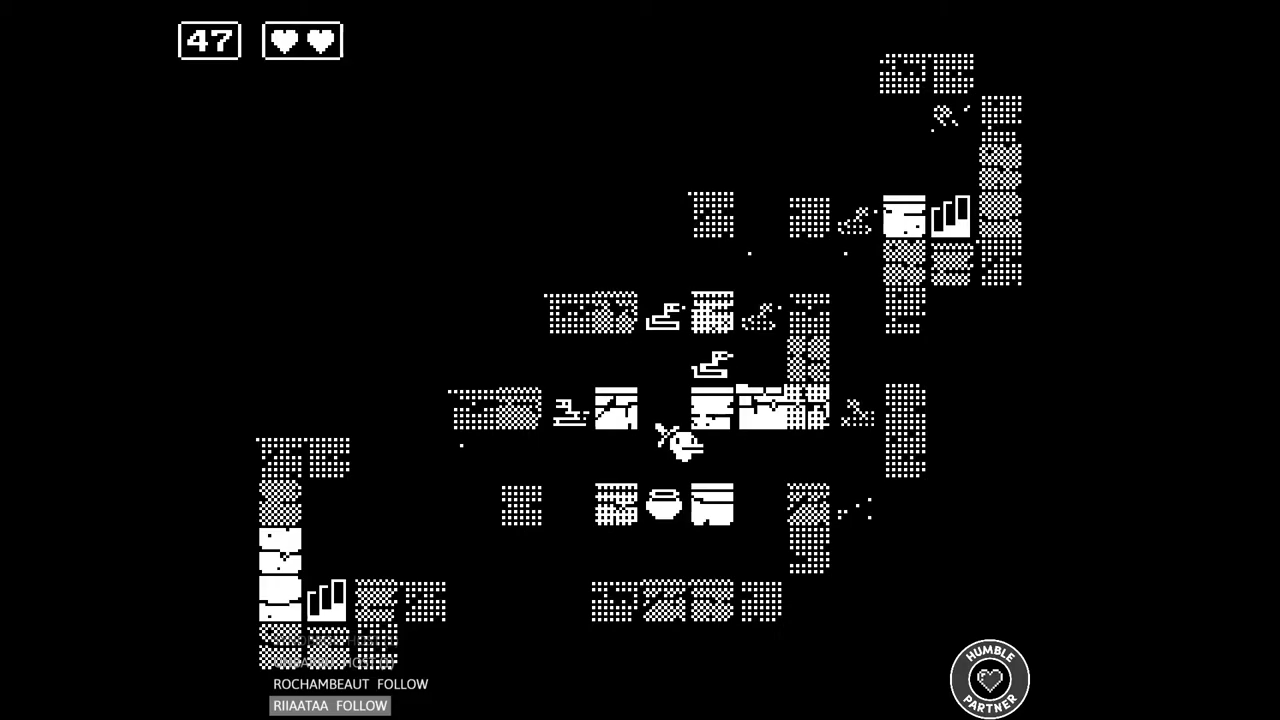 47
ROCHAMBEAUT FOLLOW
RIIAATAA FOLLOW
HUMBLE
PARTNER